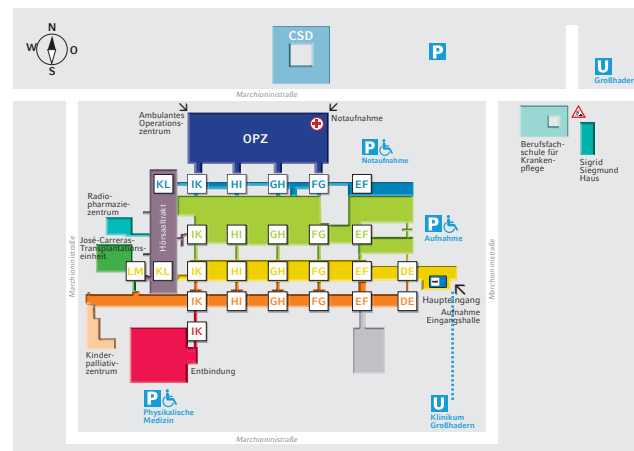 N
W O
S
CSD
P
U
Großhadern
Marchioninistraße
Ambulantes
Operations-
zentrum
Notaufnahme
OPZ
P
Notaufnahme
Berufsfach-
schule für
Kranken-
pflege
Sigrid
Siegmund
Haus
KL IK HI GH FG EF
Radio-
pharmazie-
zentrum
Hörsaaltrakt
P
Aufnahme
IK HI GH FG EF
José-Carreras-
Transplantations-
einheit
Marchioninistraße
Marchioninistraße
LM KL IK HI GH FG EF DE
Haupteingang
Aufnahme
Eingangshalle
IK HI GH FG EF DE
IK
Kinder-
palliativ-
zentrum
Entbindung
P
Physikalische
Medizin
U
Klinikum
Großhadern
Marchioninistraße